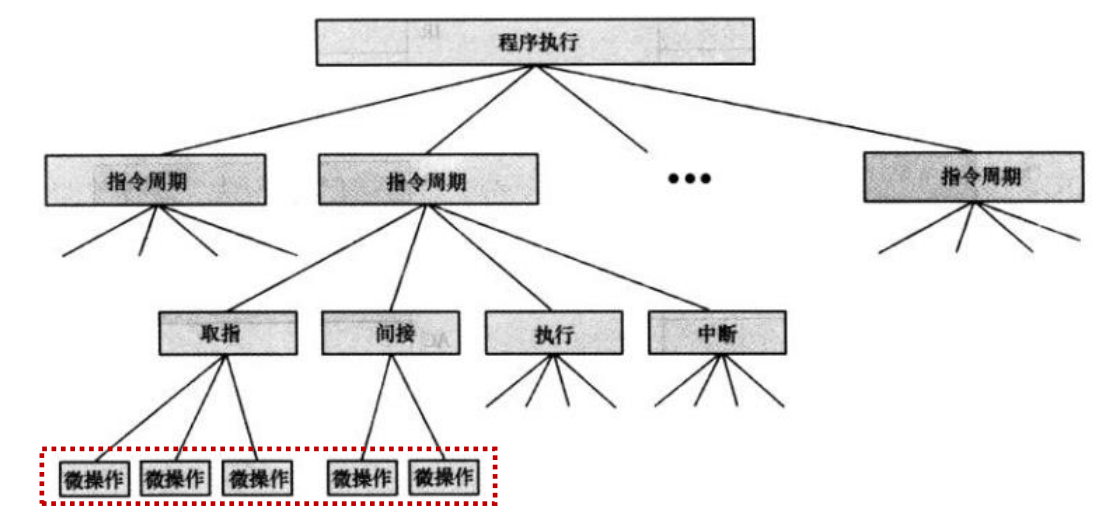 程序执行
指令周期 指令周期 ••• 指令周期
取指 间接 执行 中断
微操作 微操作 微操作 微操作 微操作